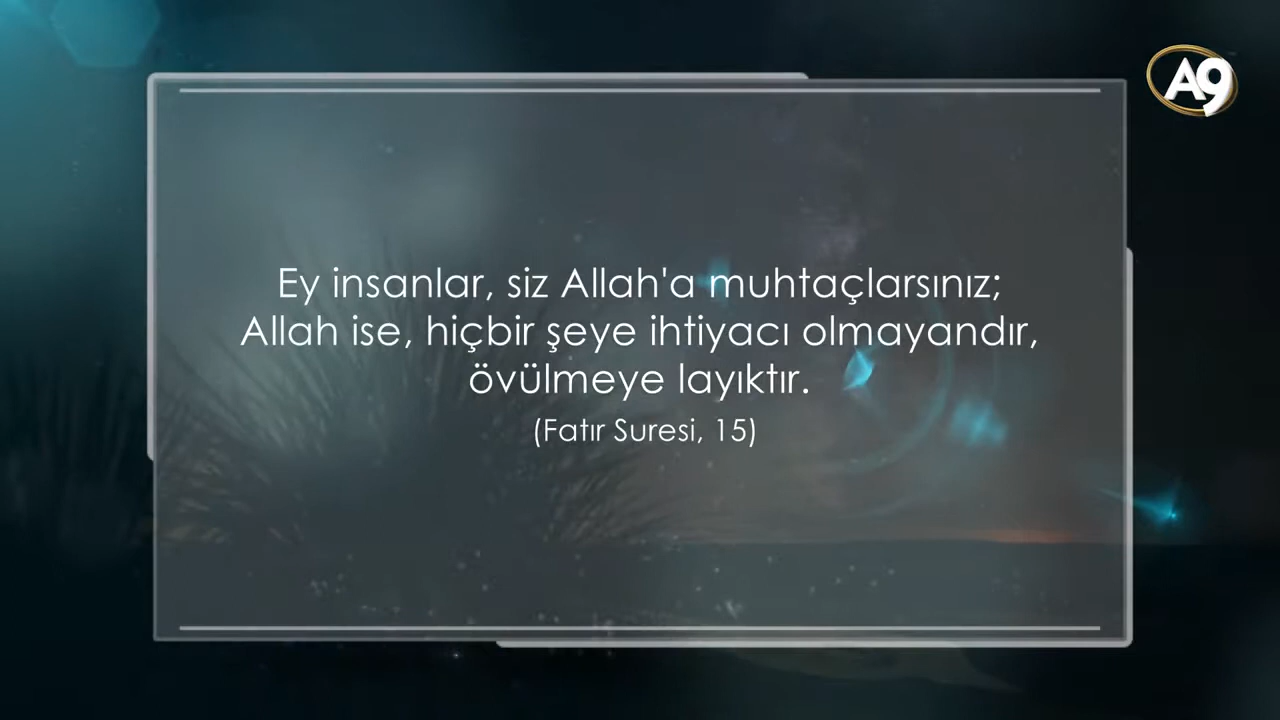 A9
Ey insanlar, siz Allah'a muhtaçlarsınız;
Allah ise, hiçbir şeye ihtiyacı olmayandır,
övülmeye layıktır.
(Fatır Suresi, 15)